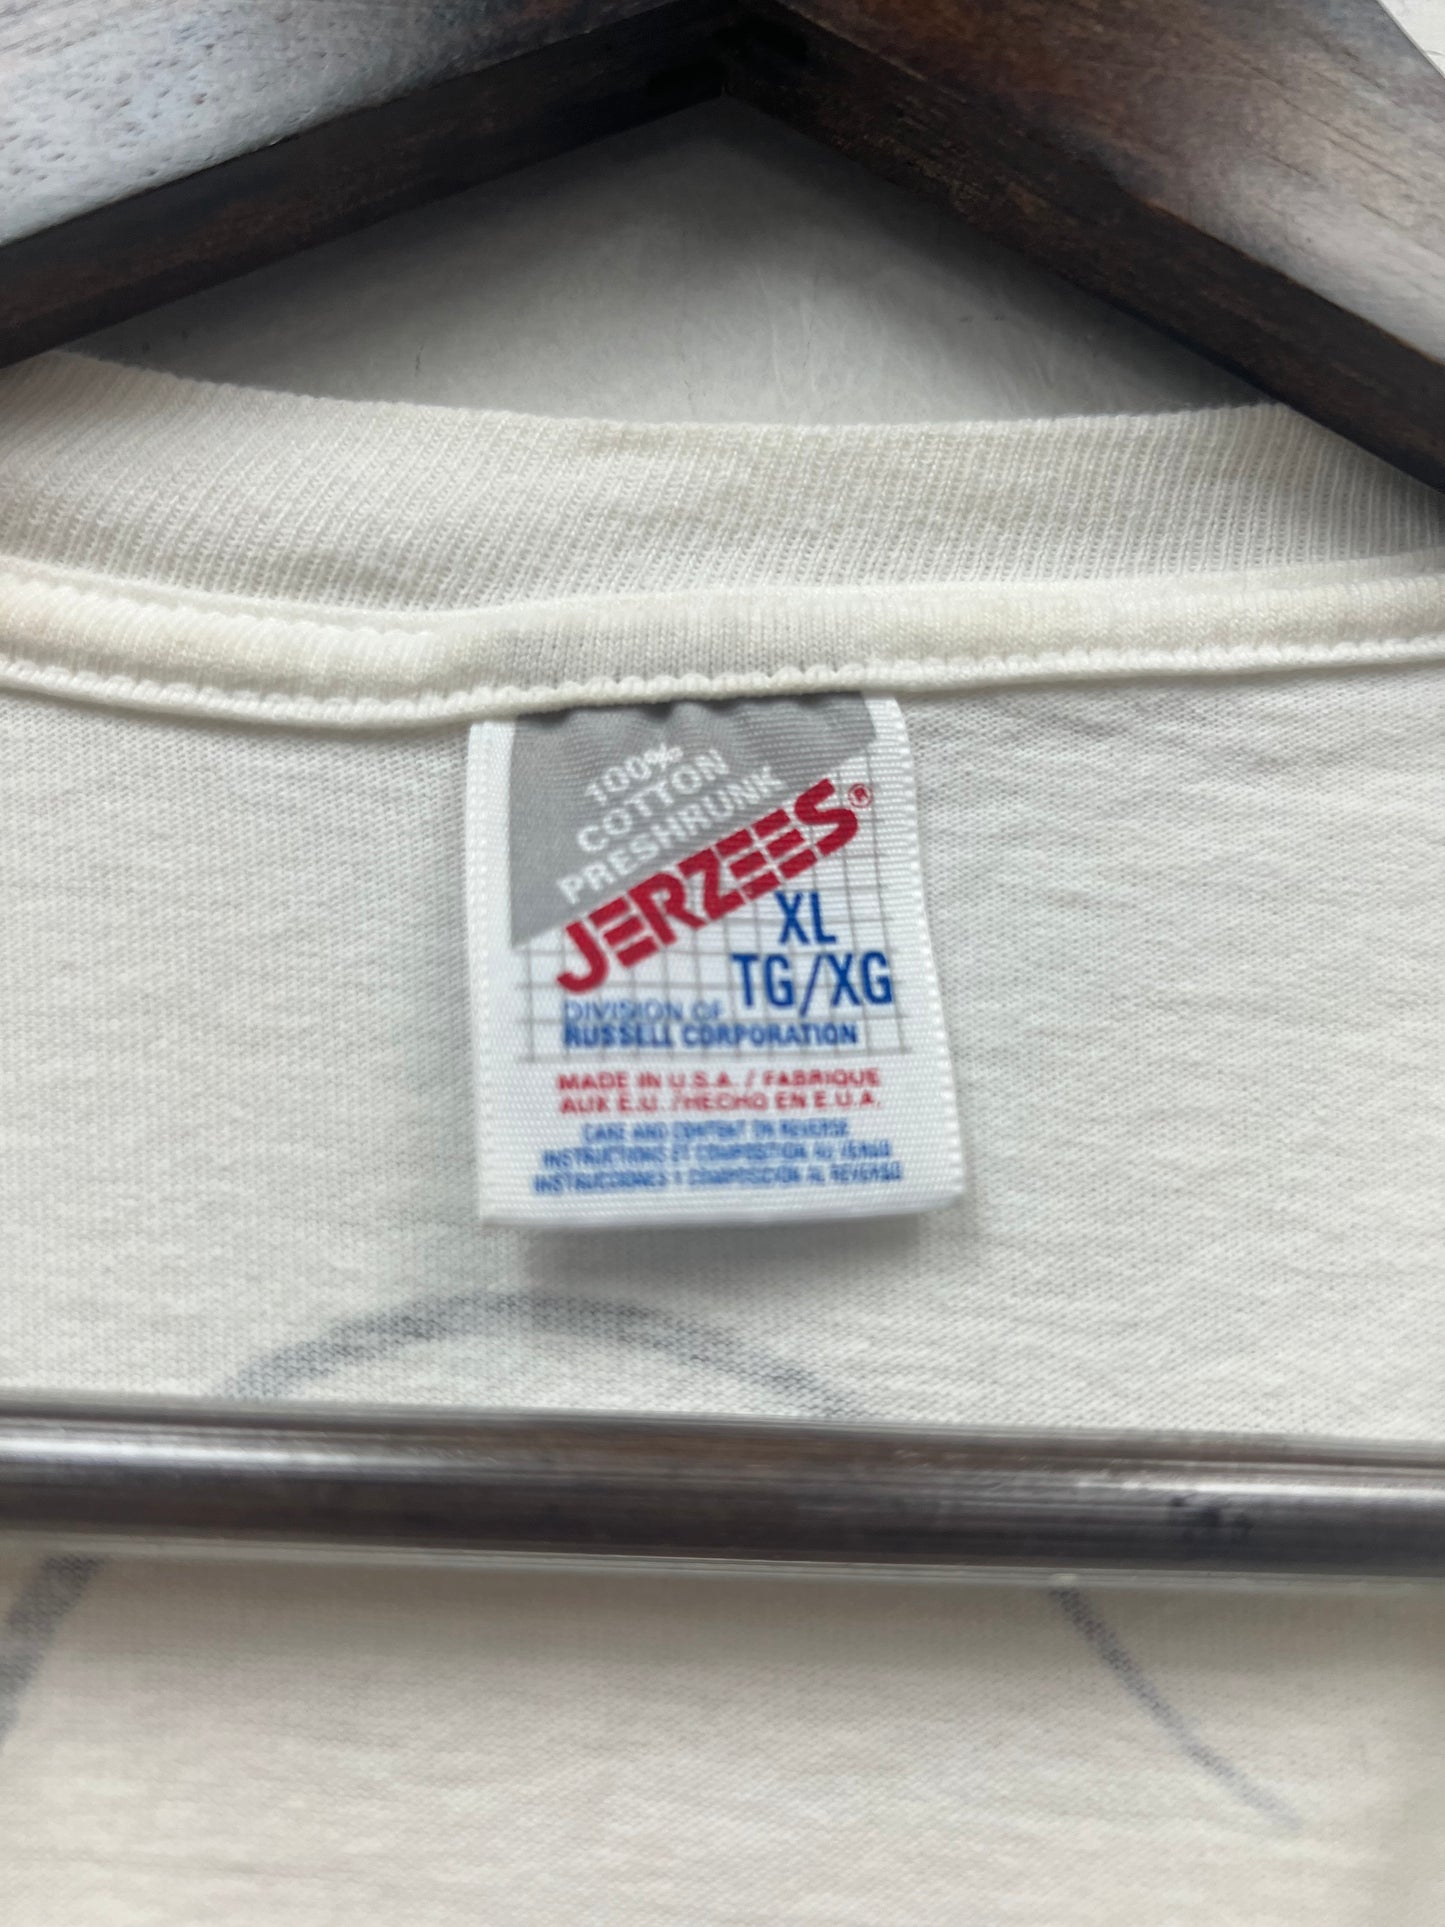 100%
COTTON
PRESHRUNK
JERZEES®
XL
TG/XG
DIVISION OF
RUSSELL CORPORATION
MADE IN U.S.A. / FABRIQUE
AUX E.U. / HECHO EN E.U.A.
CARE AND CONTENT ON REVERSE
INSTRUCTIONS ET COMPOSITION AU VERSO
INSTRUCCIONES Y COMPOSICION AL REVERSO